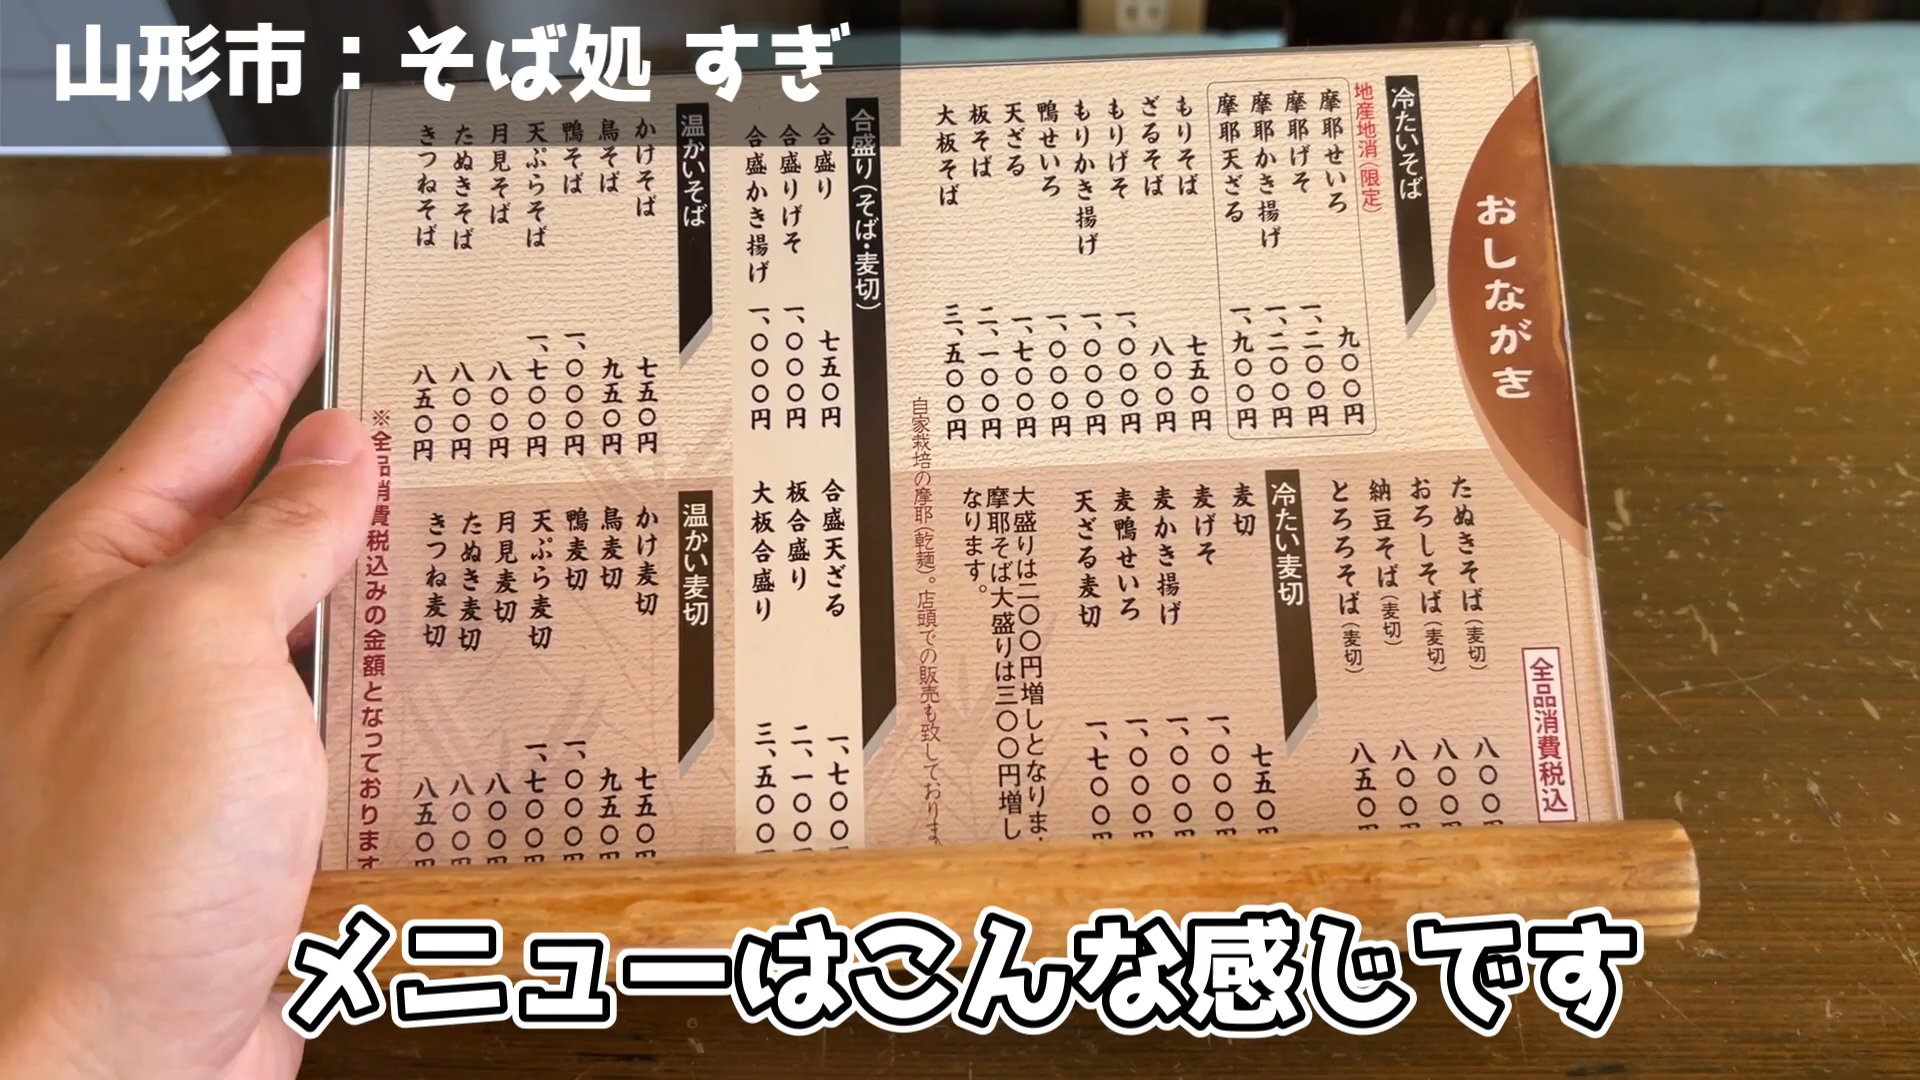 山形市：そば処 すぎ
おしながき
全品消費税込
冷たいそば
地産地消(限定)
摩耶せいろ 九〇〇円
摩耶げそ 一、二〇〇円
摩耶かき揚げ 一、二〇〇円
摩耶天ざる 一、九〇〇円
もりそば 七五〇円
ざるそば 八〇〇円
もりげそ 一、〇〇〇円
もりかき揚げ 一、〇〇〇円
鴨せいろ 一、〇〇〇円
天ざる 一、七〇〇円
板そば 二、一〇〇円
大板そば 三、五〇〇円
たぬきそば(麦切) 八〇〇
おろしそば(麦切) 八〇〇
納豆そば(麦切) 八〇〇
とろろそば(麦切) 八五〇
冷たい麦切
麦切 七五〇
麦げそ 一、〇〇〇
麦かき揚げ 一、〇〇〇
麦鴨せいろ 一、〇〇〇
天ざる麦切 一、七〇〇
大盛りは二〇〇円増しとなりま
摩耶そば大盛りは三〇〇円増し
なります。
自家栽培の摩耶(乾麺)。店頭での販売も致しておりま
合盛り(そば・麦切)
合盛り 七五〇円
合盛りげそ 一、〇〇〇円
合盛かき揚げ 一、〇〇〇円
合盛天ざる 一、七〇〇
板合盛り 二、一〇〇
大板合盛り 三、五〇〇
温かいそば
かけそば 七五〇円
鳥そば 九五〇円
鴨そば 一、〇〇〇円
天ぷらそば 一、七〇〇円
月見そば 八〇〇円
たぬきそば 八〇〇円
きつねそば 八五〇円
温かい麦切
かけ麦切 七五〇円
鳥麦切 九五〇円
鴨麦切 一、〇〇〇円
天ぷら麦切 一、七〇〇円
月見麦切 八〇〇円
たぬき麦切 八〇〇円
きつね麦切 八五〇円
※全品消費税込みの金額となっております
メニューはこんな感じです